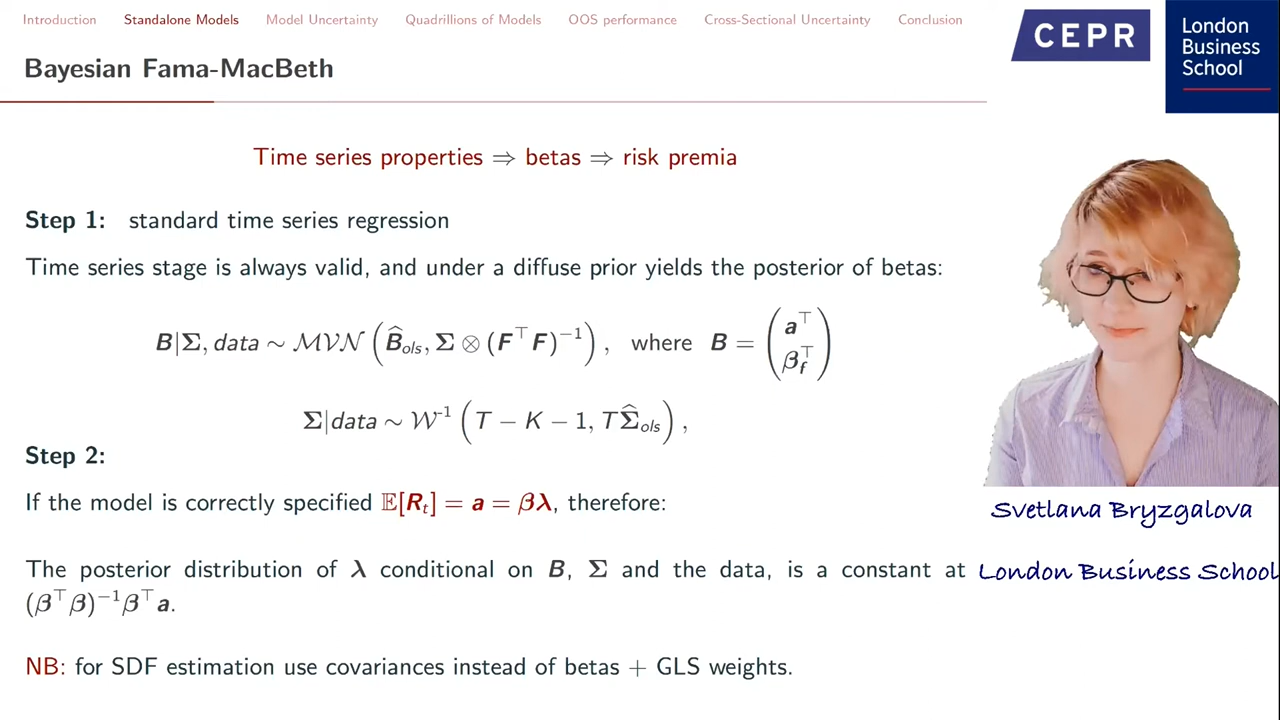 Introduction Standalone Models Model Uncertainty Quadrillions of Models OOS performance Cross-Sectional Uncertainty Conclusion
CEPR
London
Business
School
Bayesian Fama-MacBeth
Time series properties ⇒ betas ⇒ risk premia
Step 1: standard time series regression
Time series stage is always valid, and under a diffuse prior yields the posterior of betas:
B|Σ, data ∼ MVN (B̂_ols, Σ ⊗ (F^⊤F)^−1), where B = (a^⊤ β_f^⊤)
Σ|data ∼ W^-1 (T − K − 1, TΣ̂_ols),
Step 2:
If the model is correctly specified 𝔼[R_t] = a = βλ, therefore:
The posterior distribution of λ conditional on B, Σ and the data, is a constant at
(β^⊤β)^−1β^⊤a.
NB: for SDF estimation use covariances instead of betas + GLS weights.
Svetlana Bryzgalova
London Business School